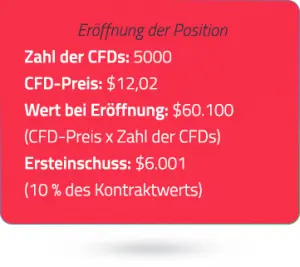 Eröffnung der Position
Zahl der CFDs: 5000
CFD-Preis: $12,02
Wert bei Eröffnung: $60.100
(CFD-Preis x Zahl der CFDs)
Ersteinschuss: $6.001
(10 % des Kontraktwerts)